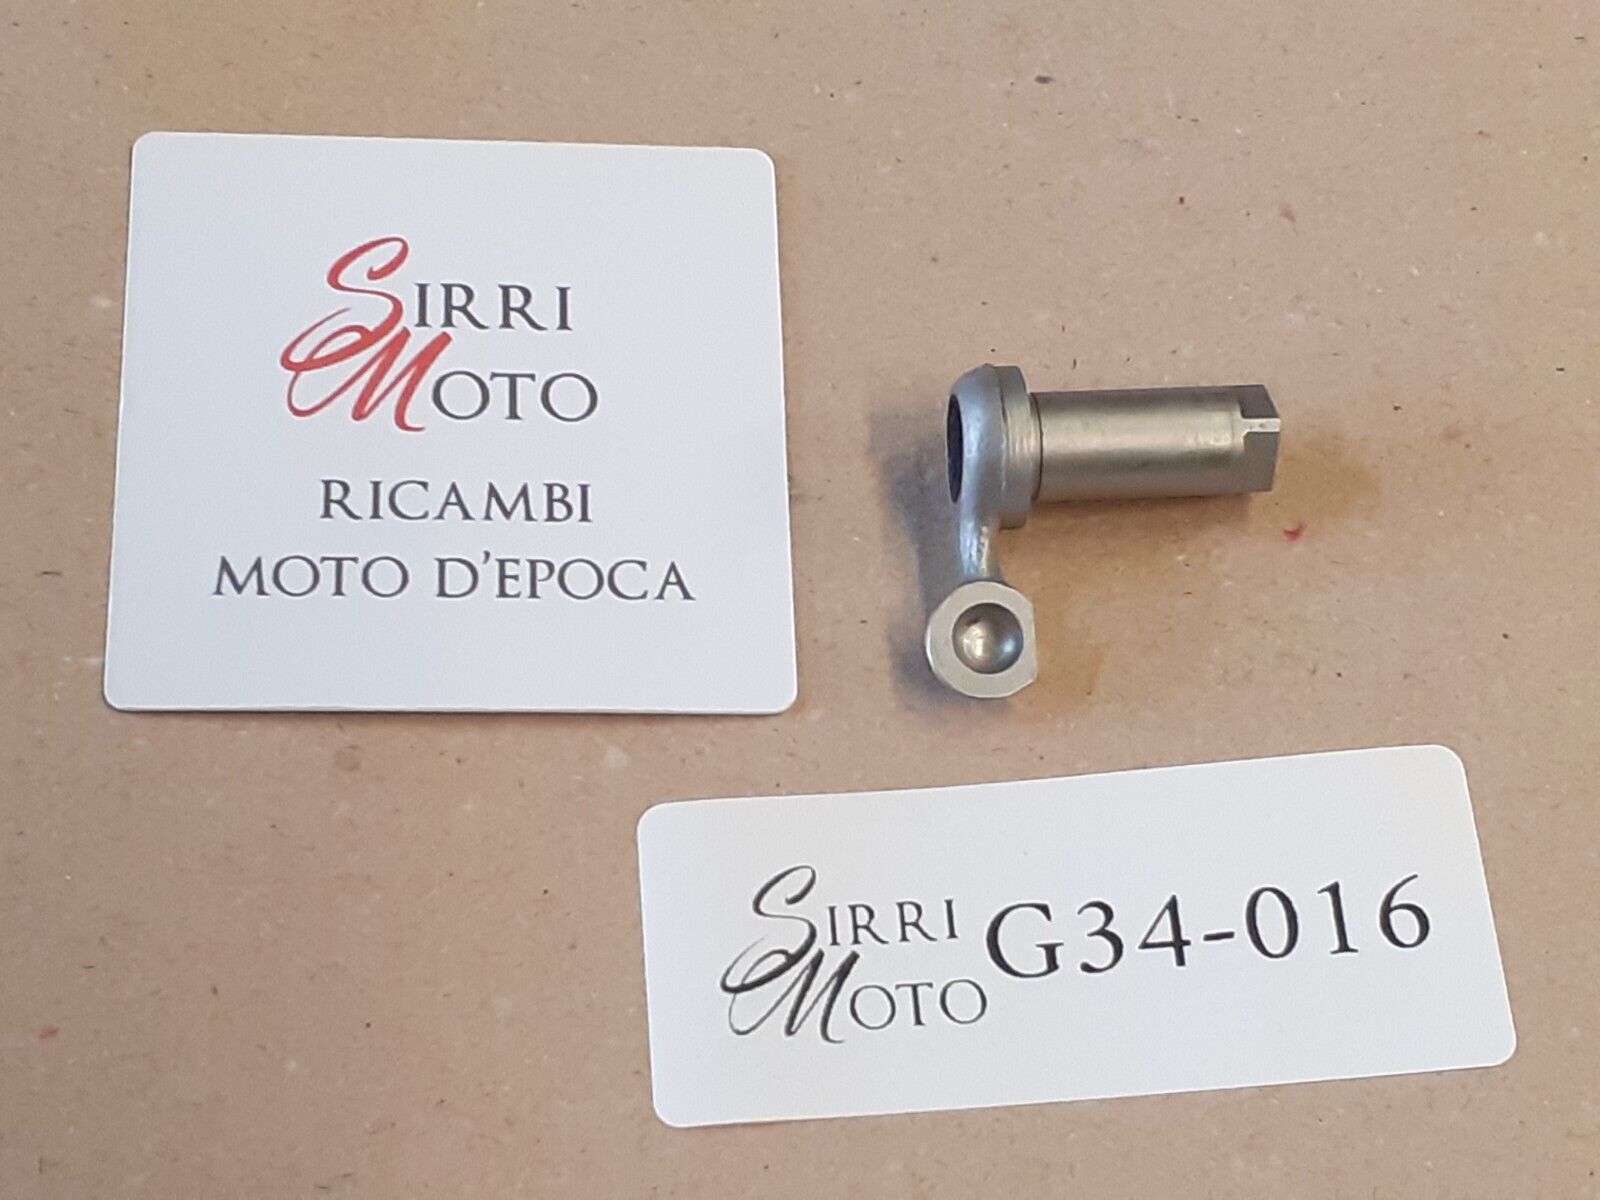 SIRRI
MOTO
RICAMBI
MOTO D'EPOCA
SIRRI
MOTO
G34-016